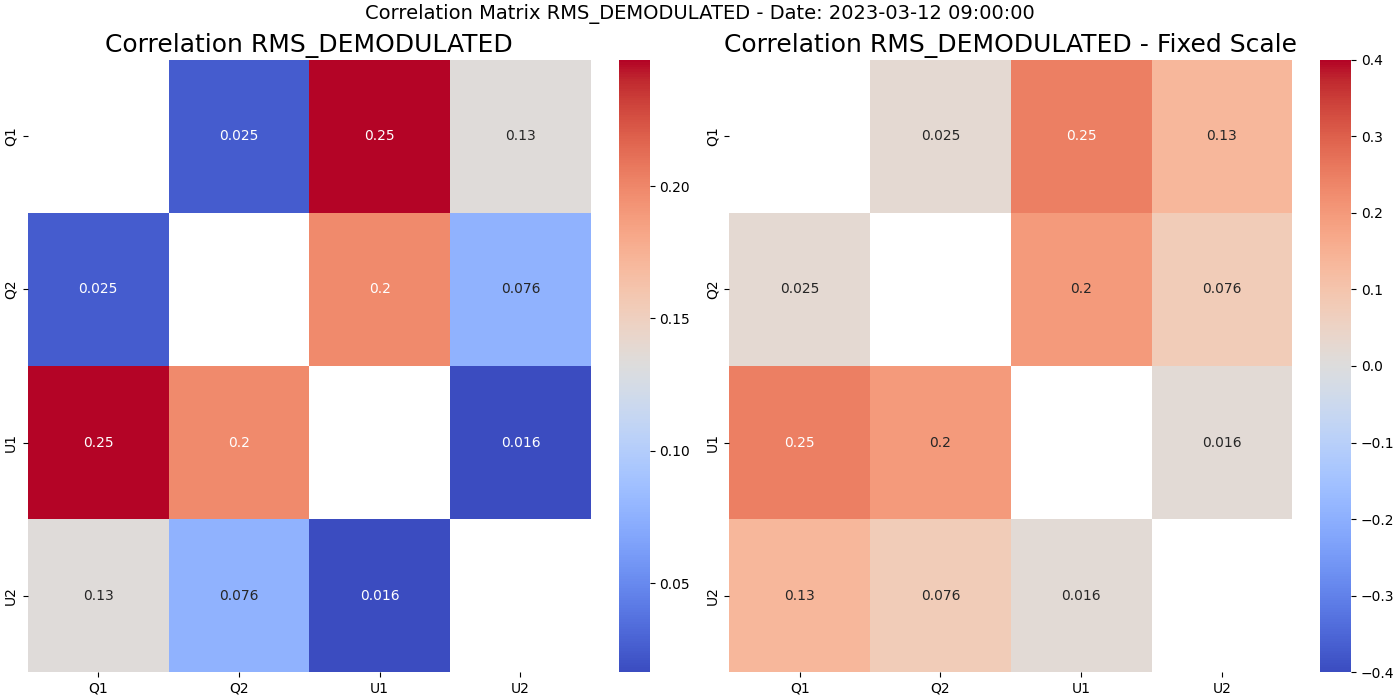 Correlation Matrix RMS_DEMODULATED - Date: 2023-03-12 09:00:00
Correlation RMS_DEMODULATED
Q1
0.025
0.25
0.13
Q2
0.025
0.2
0.076
U1
0.25
0.2
0.016
U2
0.13
0.076
0.016
Q1
Q2
U1
U2
0.20
0.15
0.10
0.05
Correlation RMS_DEMODULATED - Fixed Scale
Q1
0.025
0.25
0.13
Q2
0.025
0.2
0.076
U1
0.25
0.2
0.016
U2
0.13
0.076
0.016
Q1
Q2
U1
U2
0.4
0.3
0.2
0.1
0.0
−0.1
−0.2
−0.3
−0.4